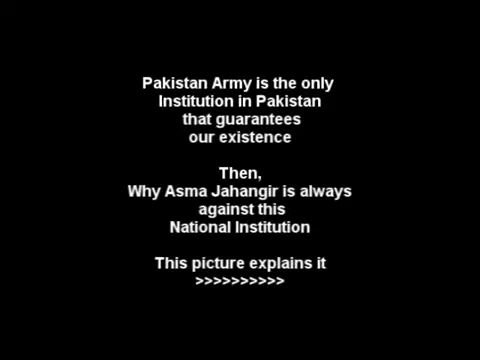 Pakistan Army is the only
Institution in Pakistan
that guarantees
our existence
Then,
Why Asma Jahangir is always
against this
National Institution
This picture explains it
>>>>>>>>>>